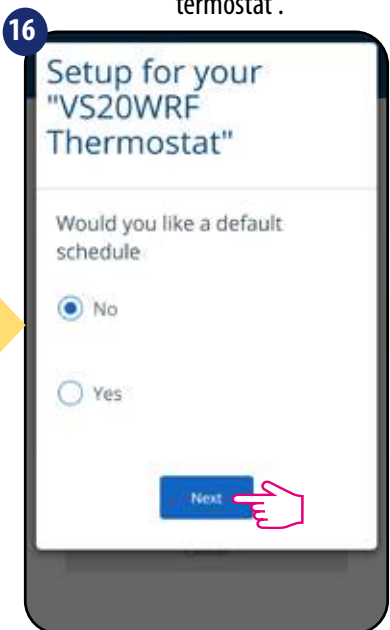 termostat .
16
Setup for your
"VS20WRF
Thermostat"
Would you like a default
schedule
No
Yes
Next